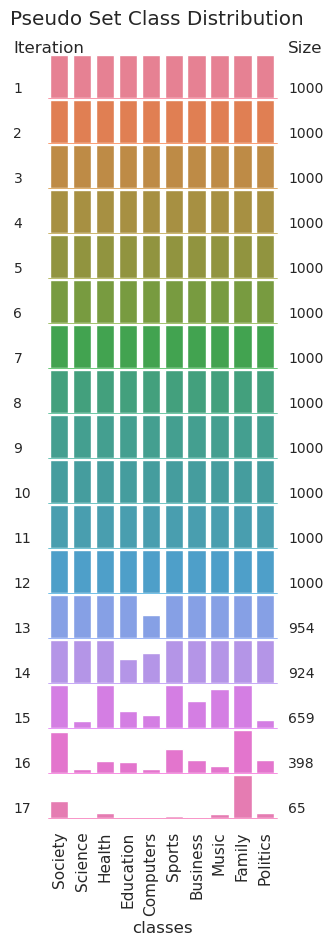 Pseudo Set Class Distribution
Iteration Size
1 1000
2 1000
3 1000
4 1000
5 1000
6 1000
7 1000
8 1000
9 1000
10 1000
11 1000
12 1000
13 954
14 924
15 659
16 398
17 65
Society
Science
Health
Education
Computers
Sports
Business
Music
Family
Politics
classes